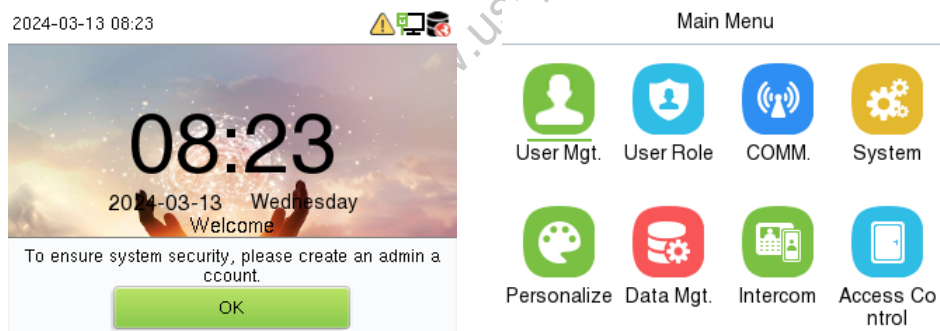 2024-03-13 08:23
08:23
2024-03-13 Wednesday
Welcome
To ensure system security, please create an admin a
ccount.
OK
Main Menu
User Mgt. User Role COMM. System
Personalize Data Mgt. Intercom Access Co
ntrol